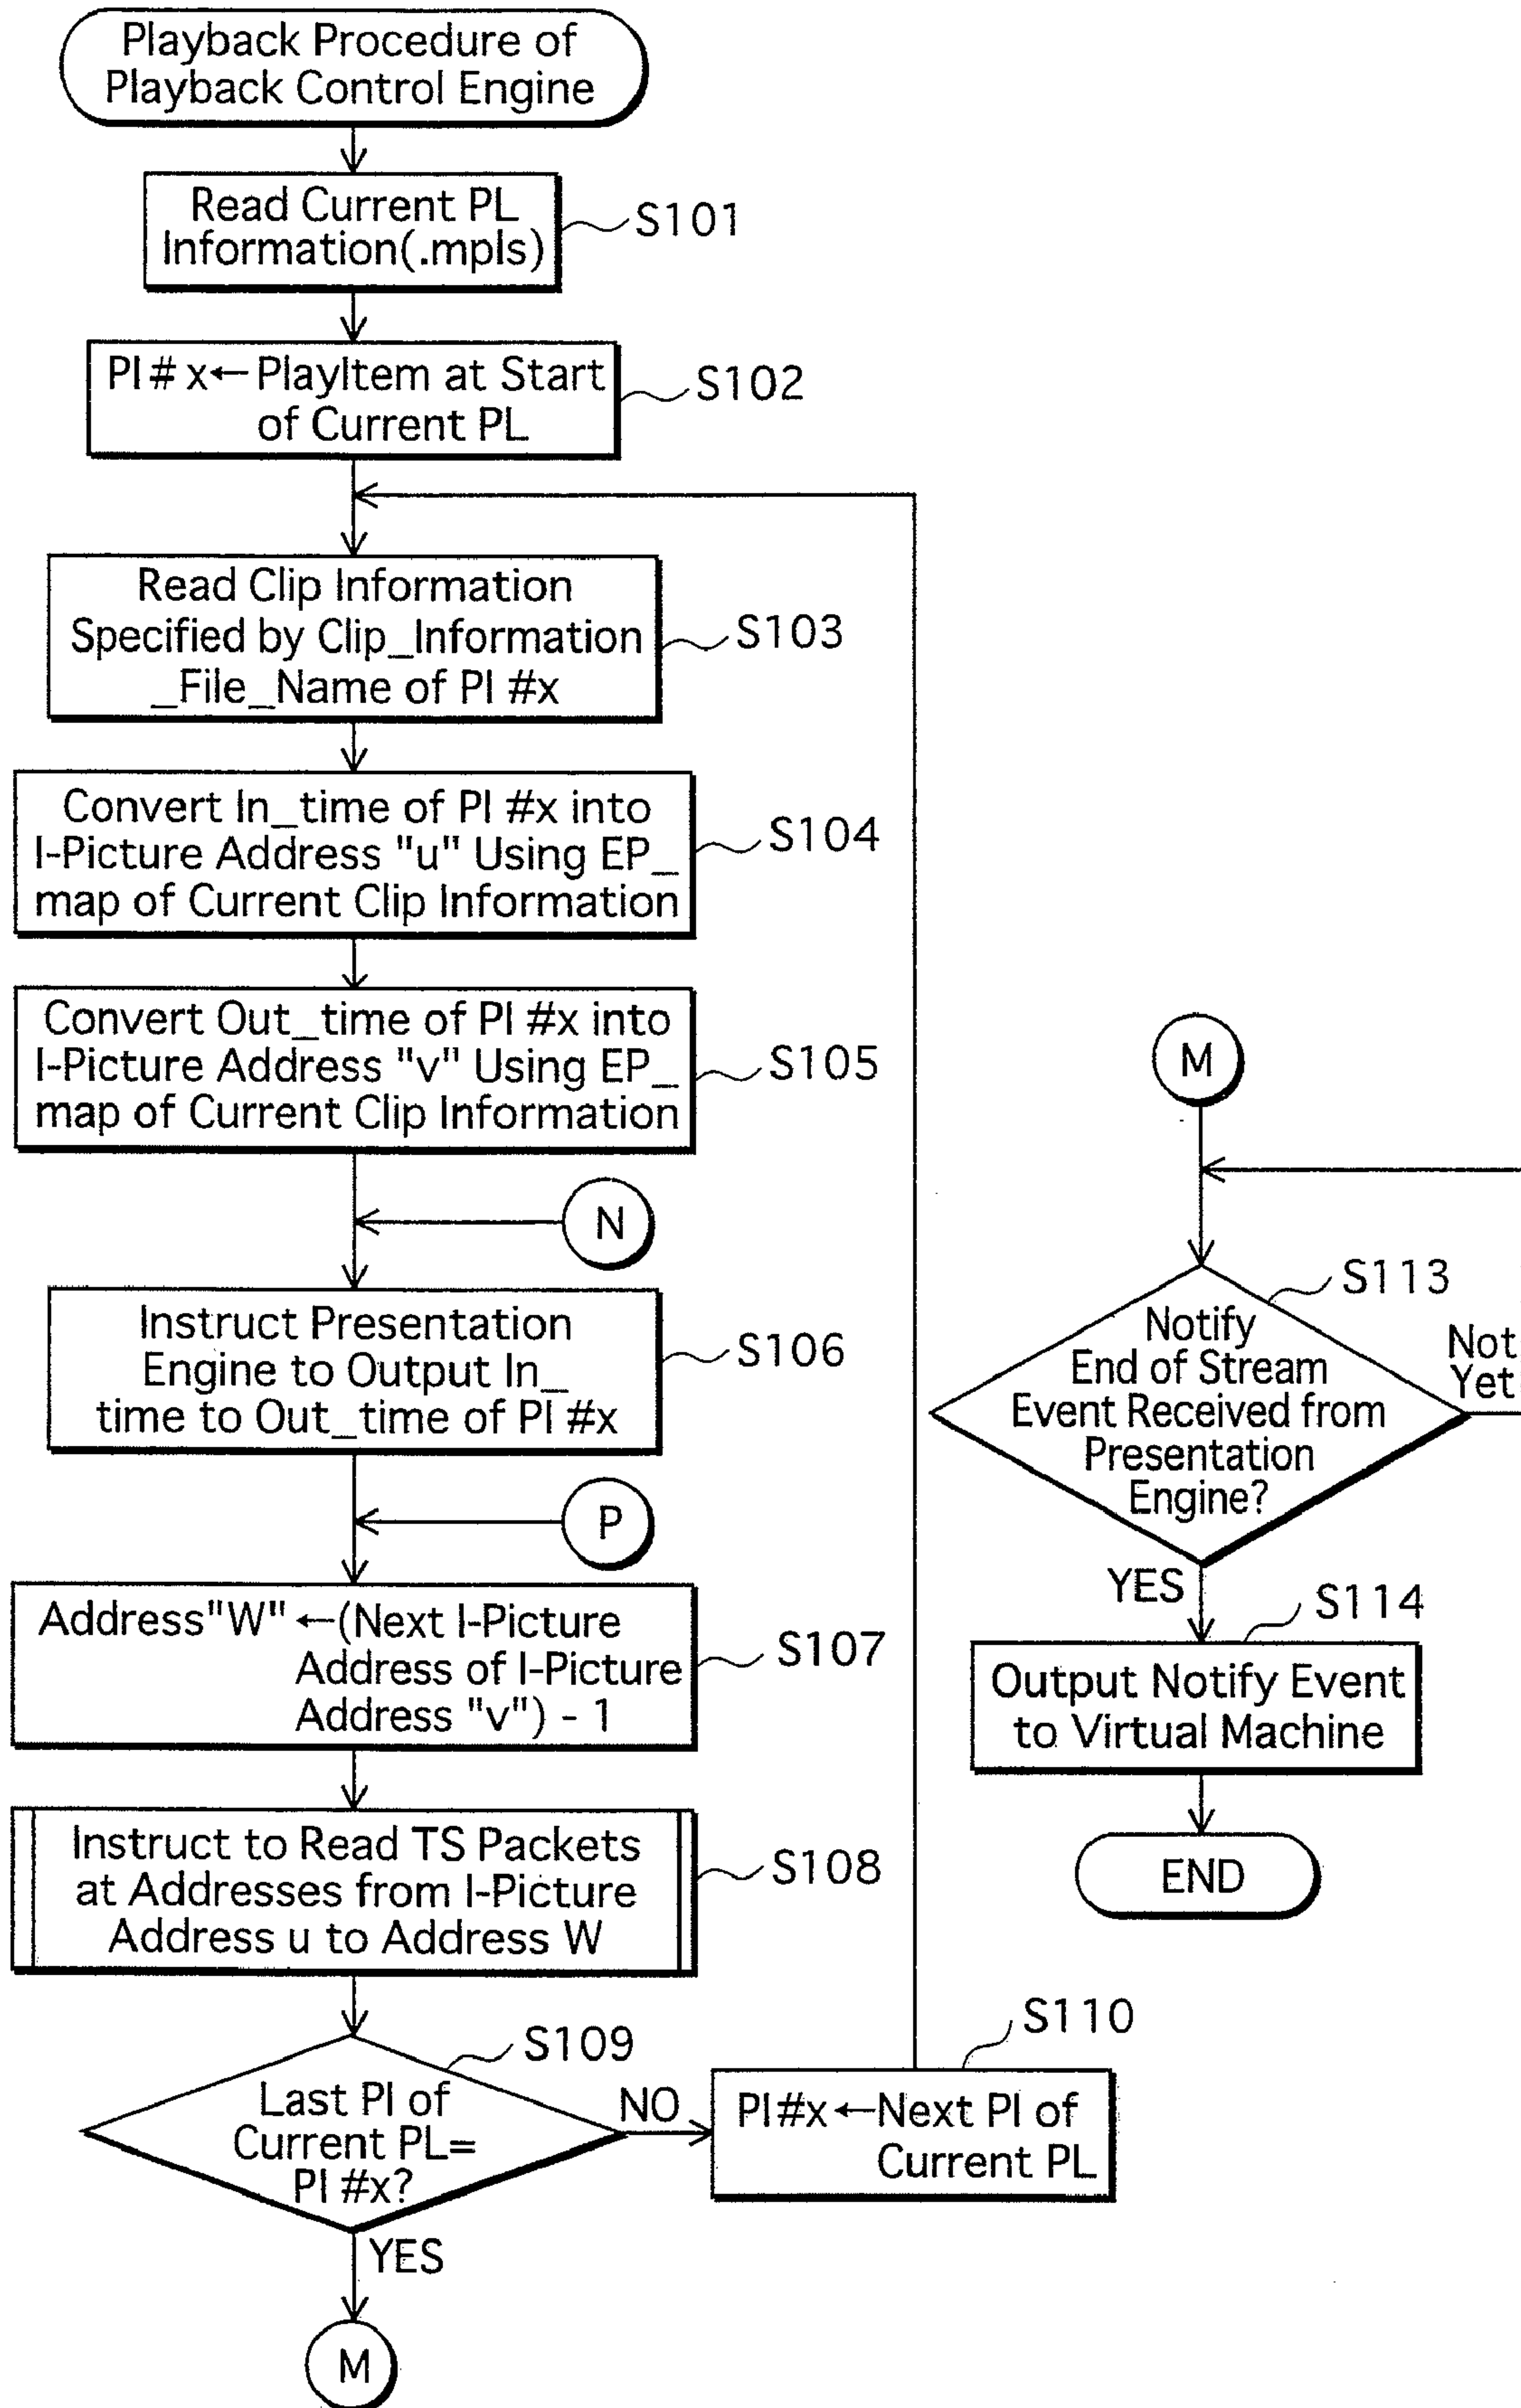 Playback Procedure of
Playback Control Engine
Read Current PL
Information(.mpls)
S101
PI # x←PlayItem at Start
of Current PL
S102
Read Clip Information
Specified by Clip_Information
_File_Name of PI #x
S103
Convert In_time of PI #x into
I-Picture Address "u" Using EP_
map of Current Clip Information
S104
Convert Out_time of PI #x into
I-Picture Address "v" Using EP_
map of Current Clip Information
S105
N
Instruct Presentation
Engine to Output In_
time to Out_time of PI #x
S106
P
Address"W"←(Next I-Picture
Address of I-Picture
Address "v") - 1
S107
Instruct to Read TS Packets
at Addresses from I-Picture
Address u to Address W
S108
S109
Last PI of
Current PL=
PI #x?
NO
YES
M
S110
PI#x←Next PI of
Current PL
M
S113
Notify
End of Stream
Event Received from
Presentation
Engine?
Not
Yet
YES
S114
Output Notify Event
to Virtual Machine
END